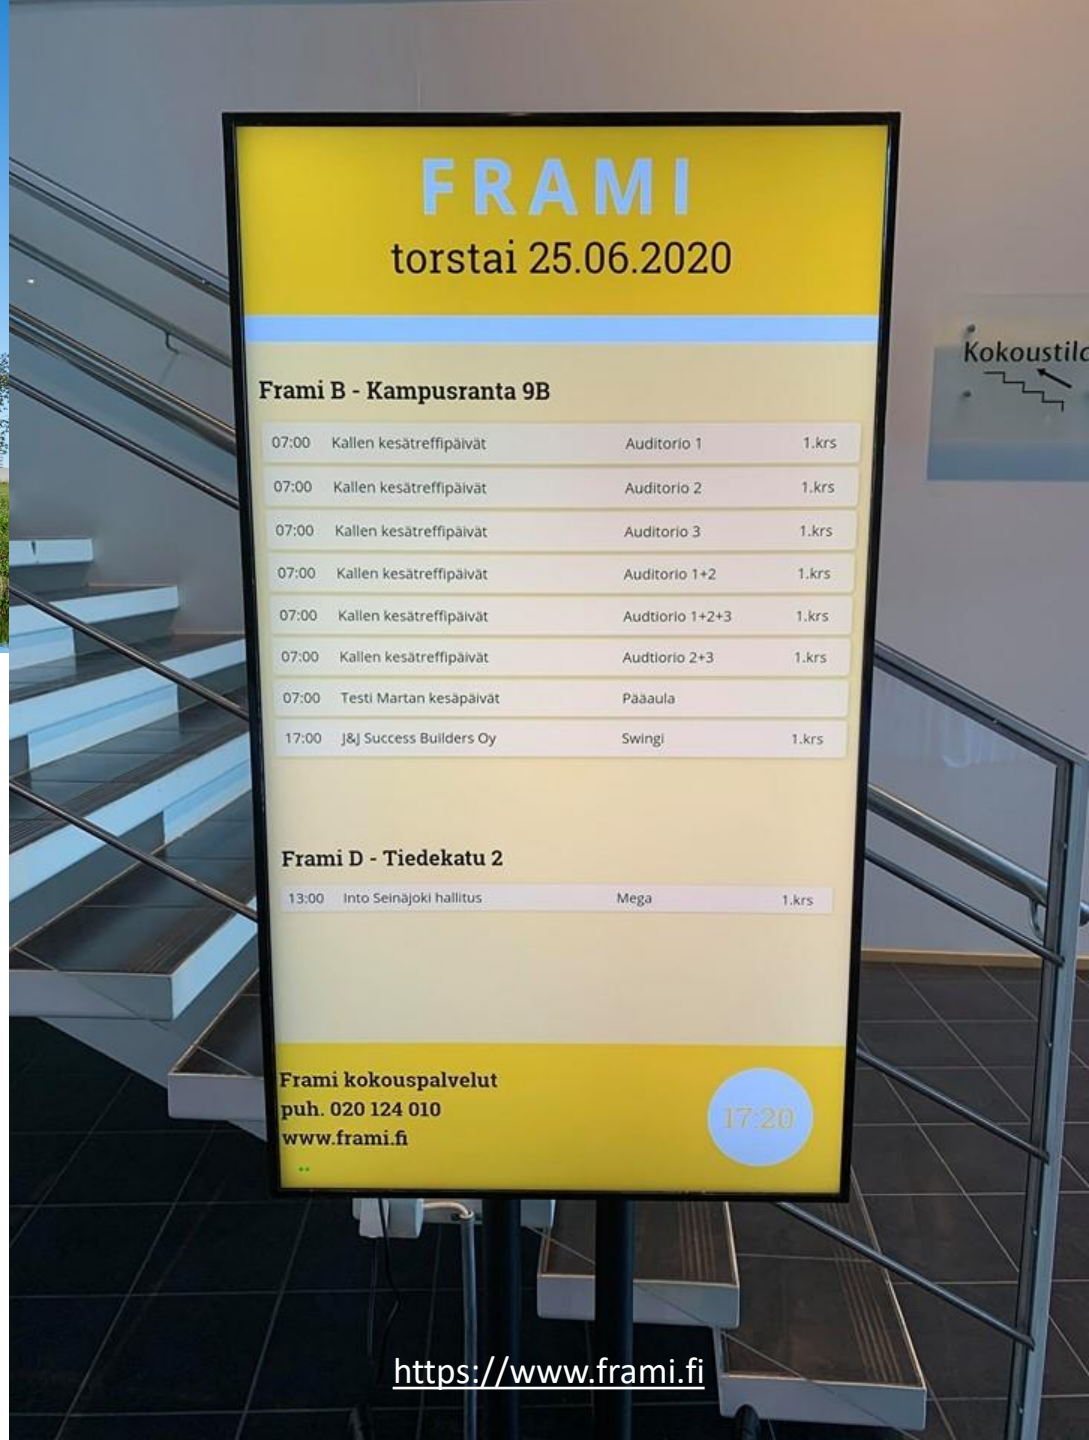 FRAMI
torstai 25.06.2020
Frami B - Kampusranta 9B
07:00 Kallen kesätreffipäivät Auditorio 1 1.krs
07:00 Kallen kesätreffipäivät Auditorio 2 1.krs
07:00 Kallen kesätreffipäivät Auditorio 3 1.krs
07:00 Kallen kesätreffipäivät Auditorio 1+2 1.krs
07:00 Kallen kesätreffipäivät Audtiorio 1+2+3 1.krs
07:00 Kallen kesätreffipäivät Audtiorio 2+3 1.krs
07:00 Testi Martan kesäpäivät Pääaula
17:00 J&J Success Builders Oy Swingi 1.krs
Frami D - Tiedekatu 2
13:00 Into Seinäjoki hallitus Mega 1.krs
Frami kokouspalvelut
puh. 020 124 010
www.frami.fi
17:20
https://www.frami.fi